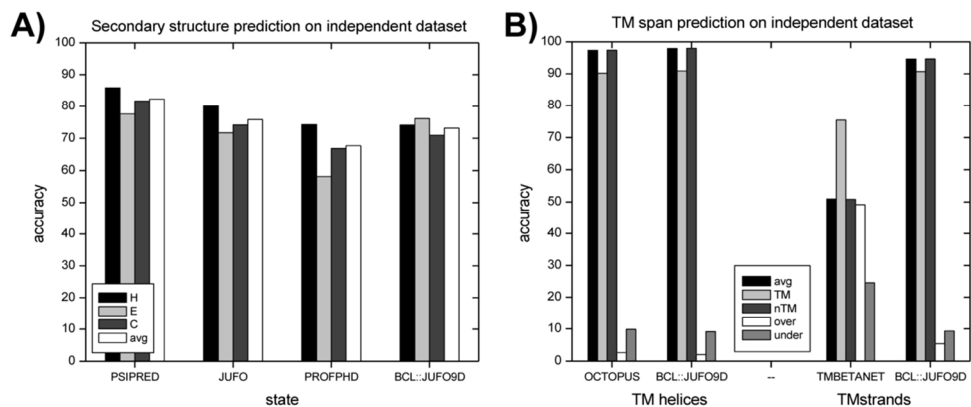 A)
Secondary structure prediction on independent dataset
accuracy
100
90
80
70
60
50
40
30
20
10
0
H
E
C
avg
PSIPRED
JUFO
PROFPHD
BCL::JUFO9D
state
B)
TM span prediction on independent dataset
accuracy
100
90
80
70
60
50
40
30
20
10
0
avg
TM
nTM
over
under
OCTOPUS
BCL::JUFO9D
--
TMBETANET
BCL::JUFO9D
TM helices
TMstrands